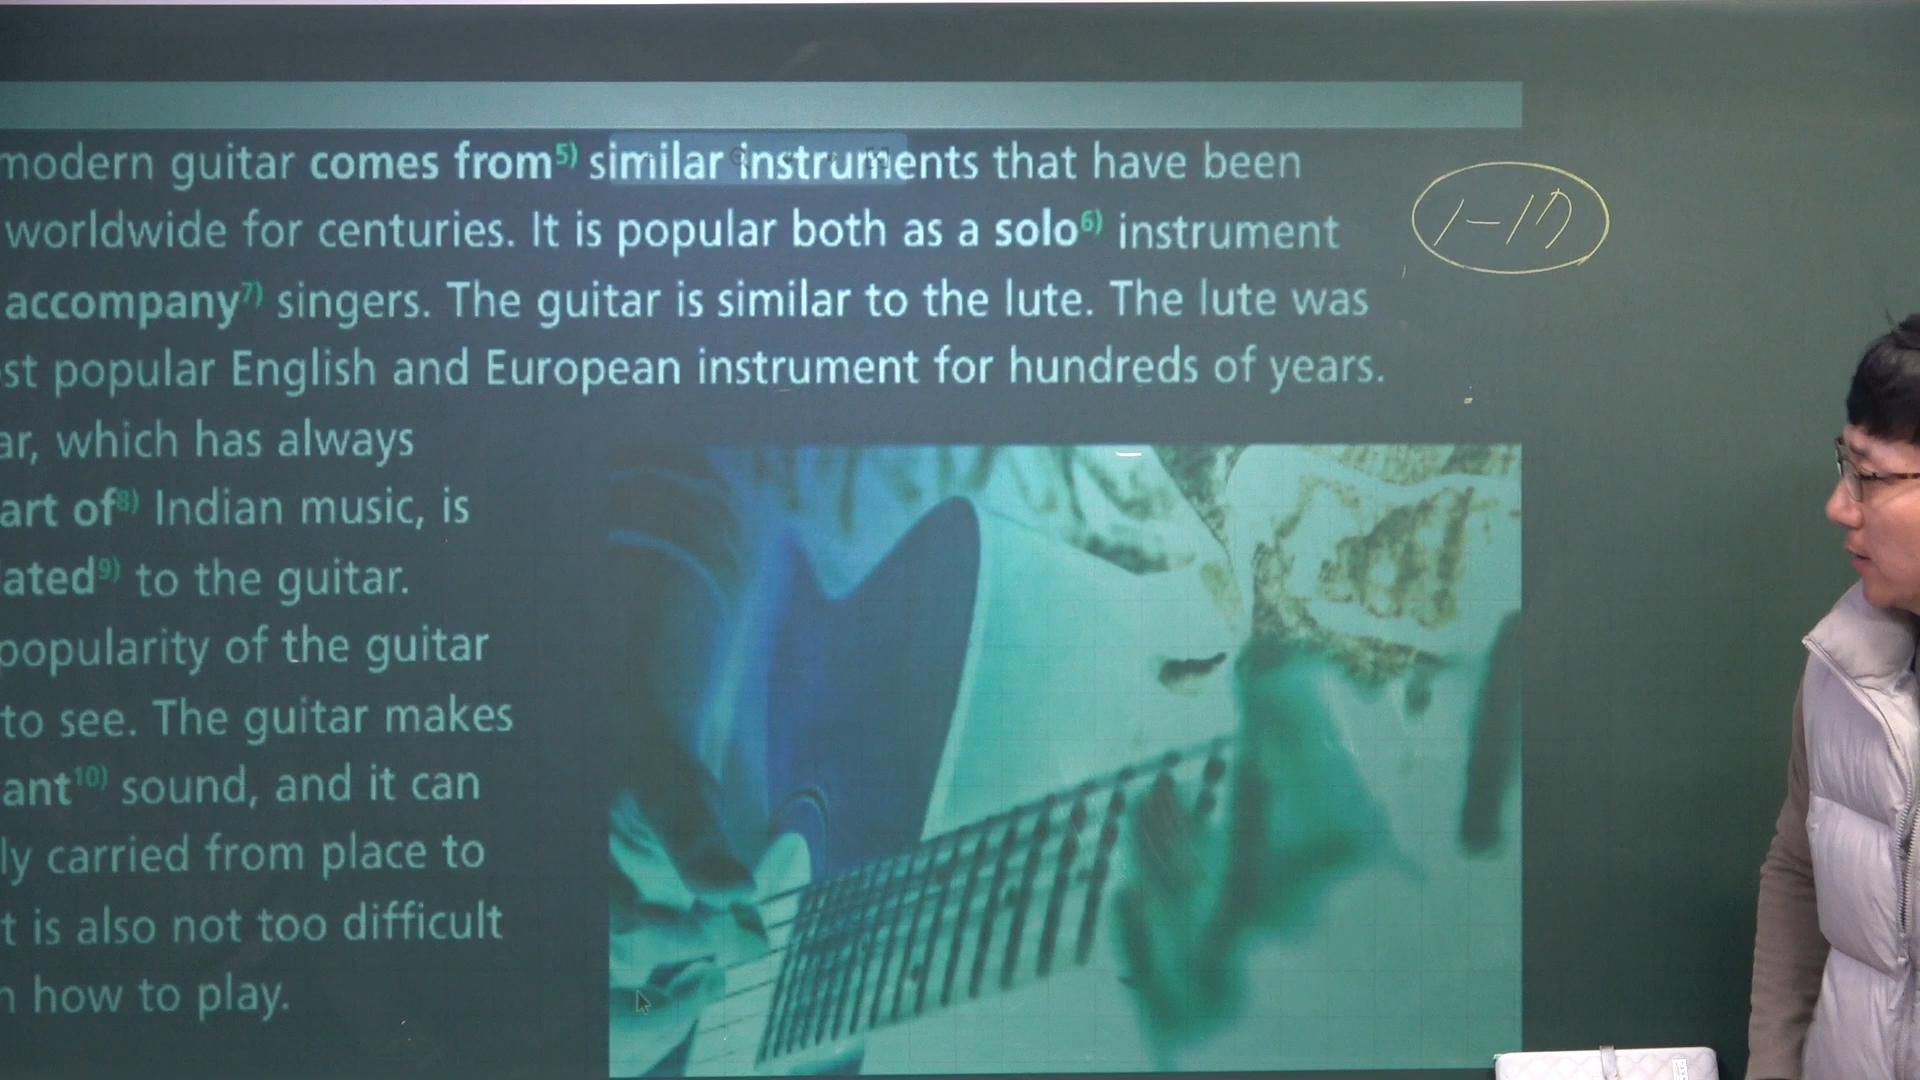 modern guitar comes from5) similar instruments that have been
worldwide for centuries. It is popular both as a solo6) instrument
accompany7) singers. The guitar is similar to the lute. The lute was
st popular English and European instrument for hundreds of years.
ar, which has always
art of8) Indian music, is
lated9) to the guitar.
popularity of the guitar
to see. The guitar makes
ant10) sound, and it can
ly carried from place to
t is also not too difficult
n how to play.
1-17